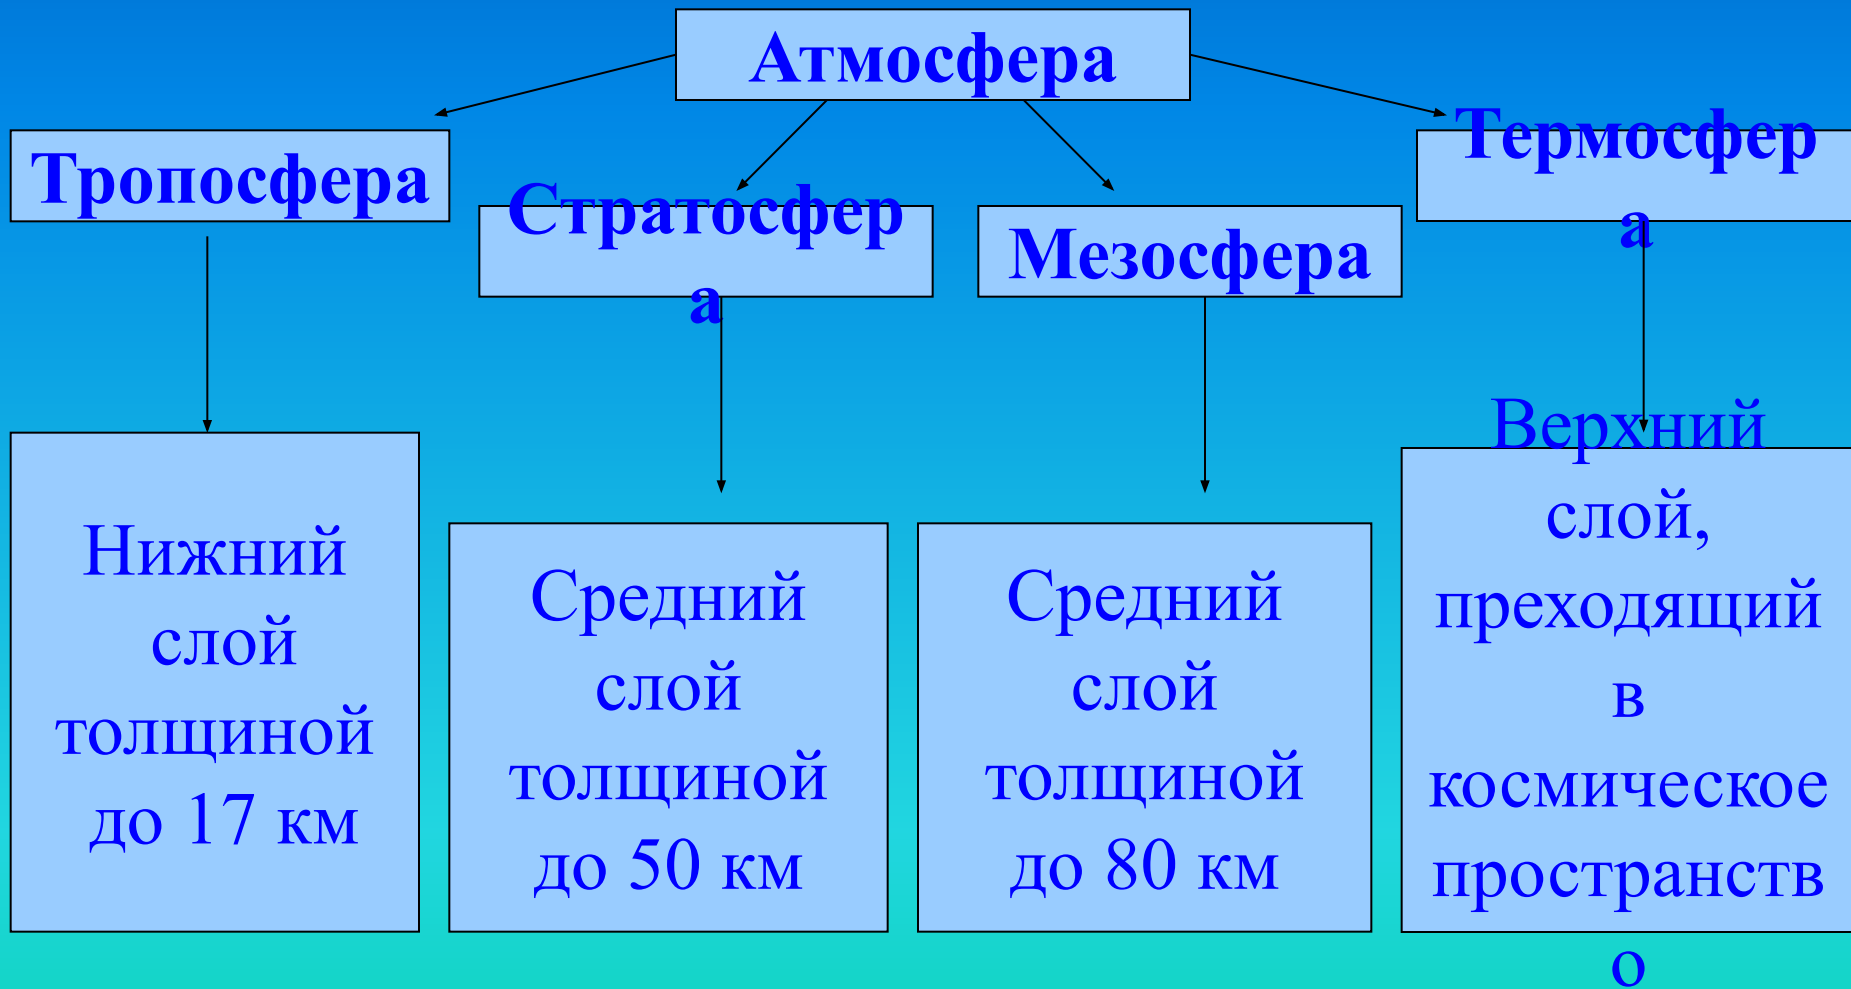 Атмосфера
Тропосфера
Стратосфер
а
Мезосфера
Термосфер
а
Нижний
слой
толщиной
до 17 км
Средний
слой
толщиной
до 50 км
Средний
слой
толщиной
до 80 км
Верхний
слой,
преходящий
в
космическое
пространств
о